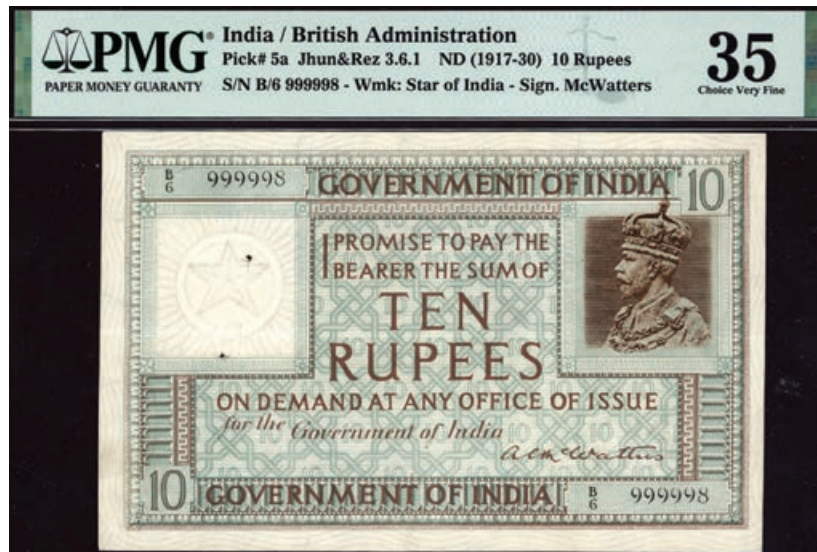 PMG
PAPER MONEY GUARANTY
India / British Administration
Pick# 5a Jhun&Rez 3.6.1 ND (1917-30) 10 Rupees
S/N B/6 999998 - Wmk: Star of India - Sign. McWatters
35
Choice Very Fine
B/6 999998
GOVERNMENT OF INDIA
10
I PROMISE TO PAY THE
BEARER THE SUM OF
TEN
RUPEES
ON DEMAND AT ANY OFFICE OF ISSUE
for the Government of India
A C McWatters
10
GOVERNMENT OF INDIA
B/6 999998